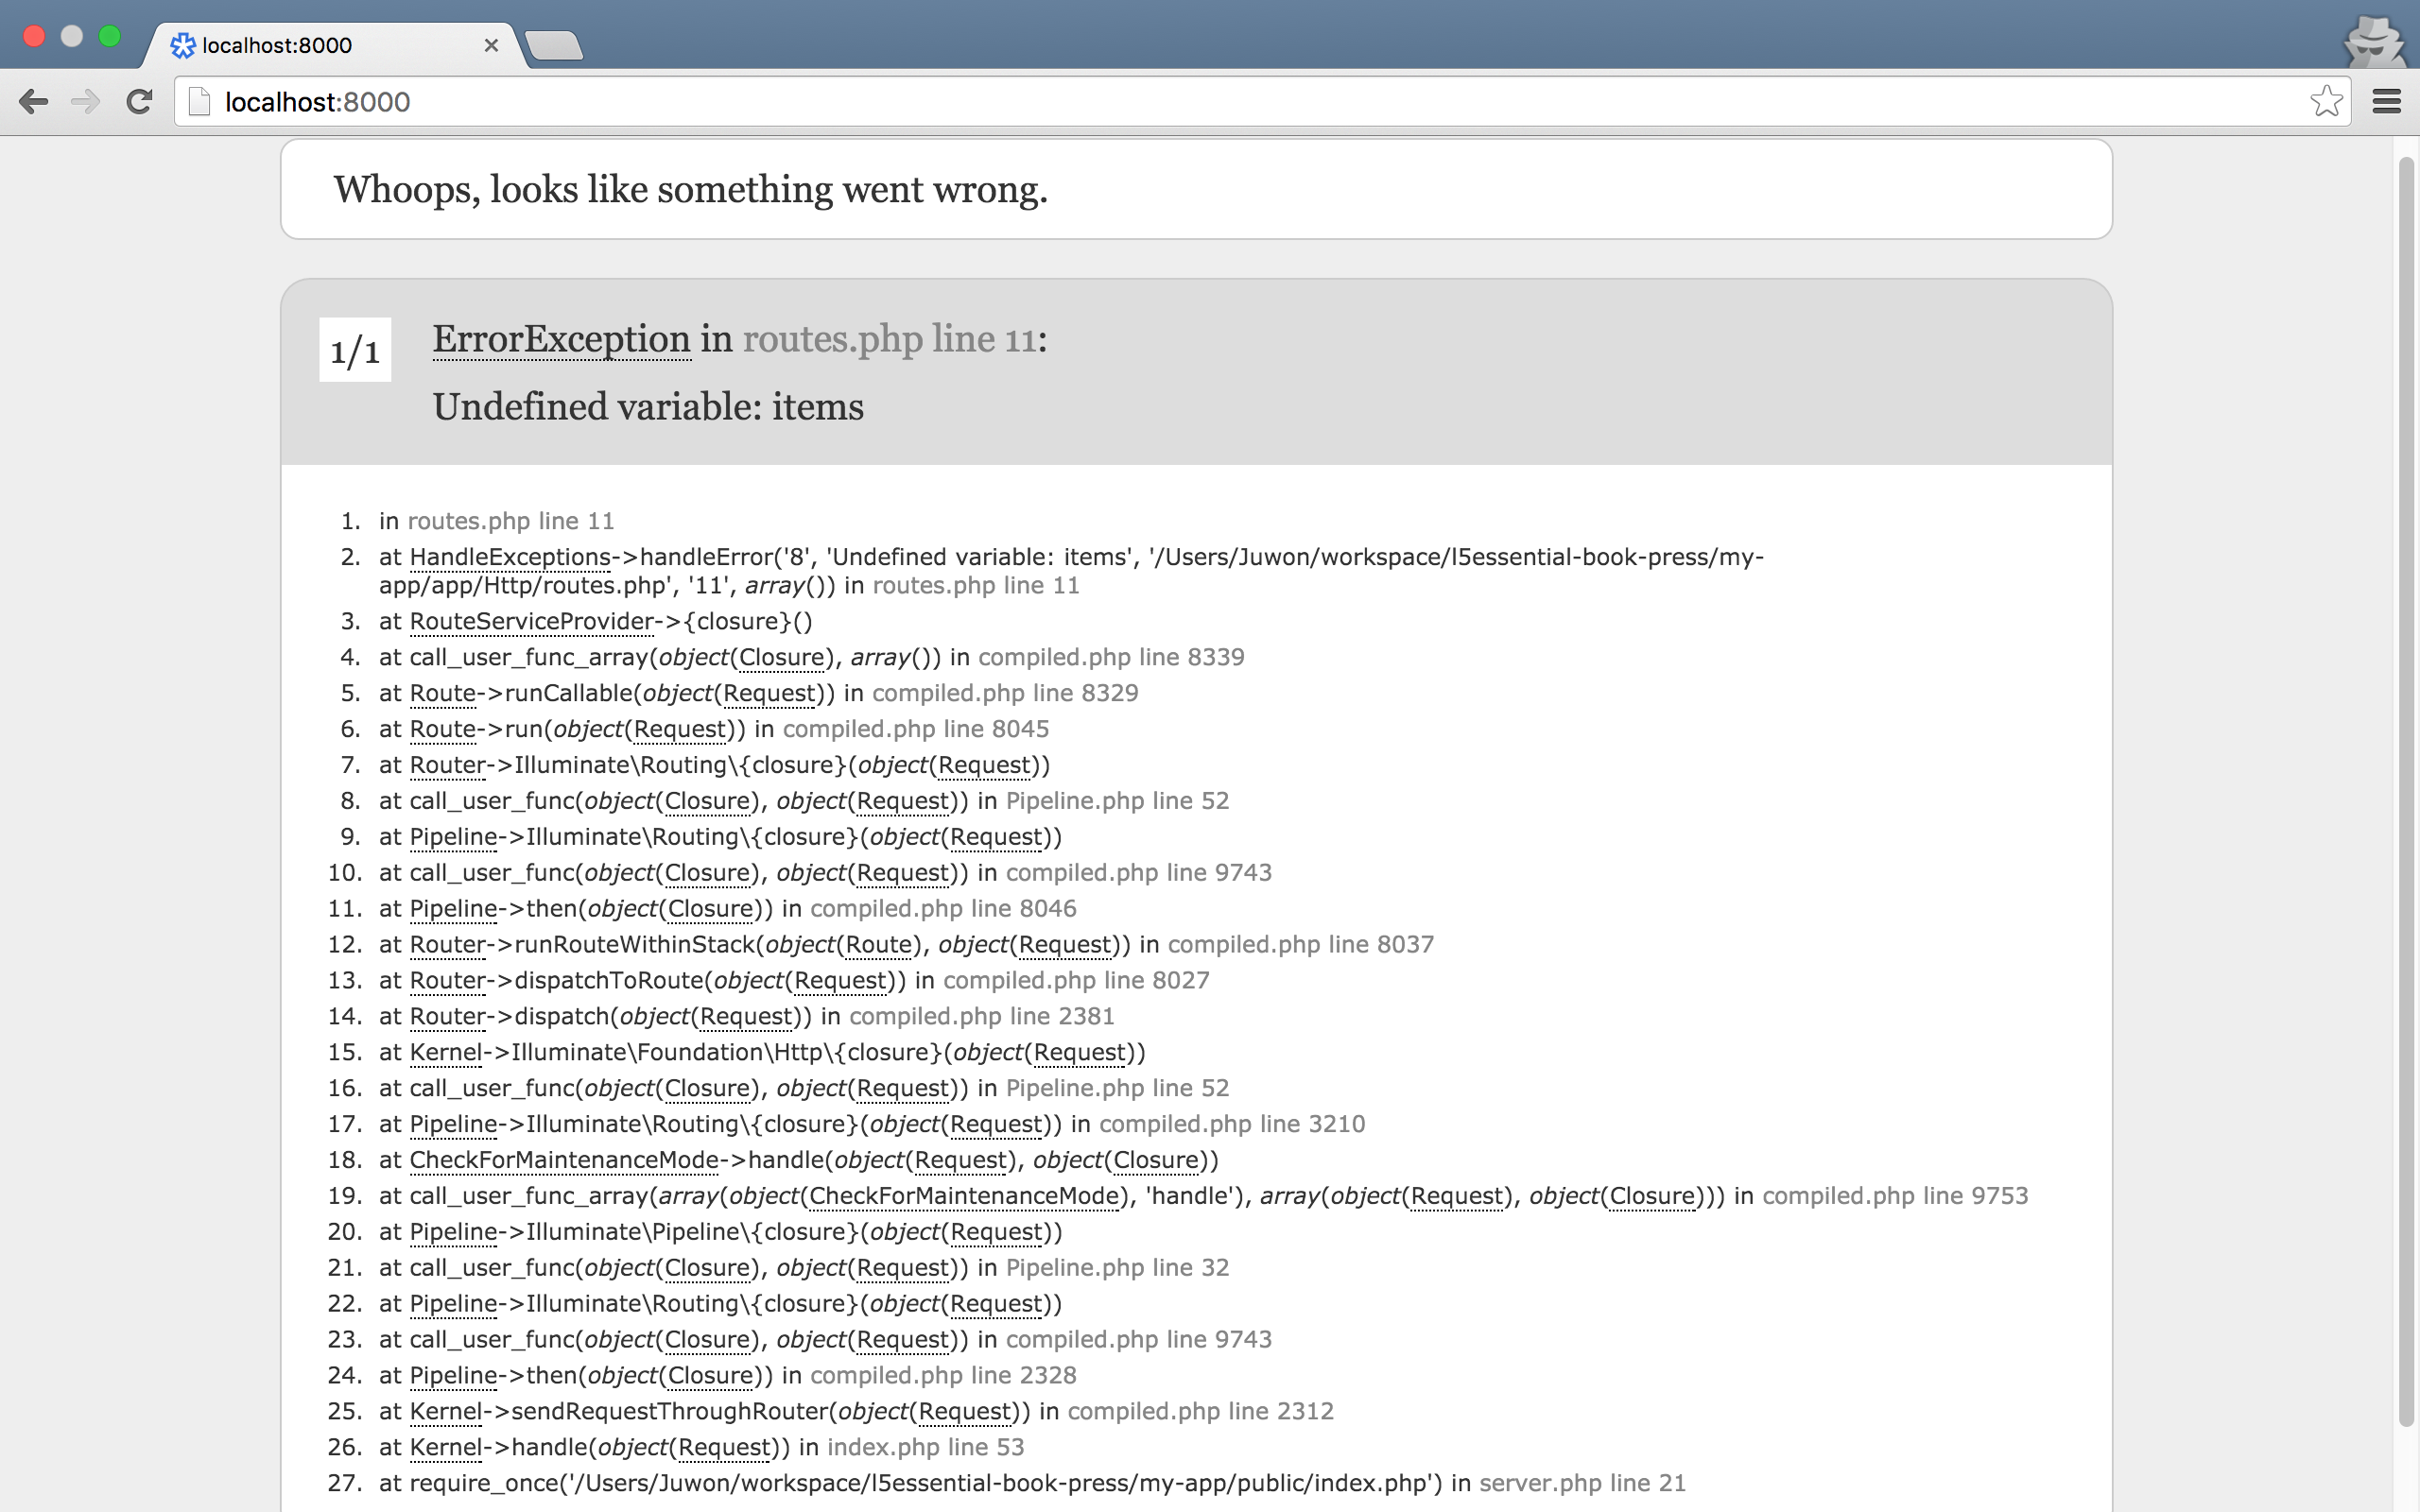 localhost:8000
localhost:8000
Whoops, looks like something went wrong.
1/1
ErrorException in routes.php line 11:
Undefined variable: items
1. in routes.php line 11
2. at HandleExceptions->handleError('8', 'Undefined variable: items', '/Users/Juwon/workspace/l5essential-book-press/my-
app/app/Http/routes.php', '11', array()) in routes.php line 11
3. at RouteServiceProvider->{closure}()
4. at call_user_func_array(object(Closure), array()) in compiled.php line 8339
5. at Route->runCallable(object(Request)) in compiled.php line 8329
6. at Route->run(object(Request)) in compiled.php line 8045
7. at Router->Illuminate\Routing\{closure}(object(Request))
8. at call_user_func(object(Closure), object(Request)) in Pipeline.php line 52
9. at Pipeline->Illuminate\Routing\{closure}(object(Request))
10. at call_user_func(object(Closure), object(Request)) in compiled.php line 9743
11. at Pipeline->then(object(Closure)) in compiled.php line 8046
12. at Router->runRouteWithinStack(object(Route), object(Request)) in compiled.php line 8037
13. at Router->dispatchToRoute(object(Request)) in compiled.php line 8027
14. at Router->dispatch(object(Request)) in compiled.php line 2381
15. at Kernel->Illuminate\Foundation\Http\{closure}(object(Request))
16. at call_user_func(object(Closure), object(Request)) in Pipeline.php line 52
17. at Pipeline->Illuminate\Routing\{closure}(object(Request)) in compiled.php line 3210
18. at CheckForMaintenanceMode->handle(object(Request), object(Closure))
19. at call_user_func_array(array(object(CheckForMaintenanceMode), 'handle'), array(object(Request), object(Closure))) in compiled.php line 9753
20. at Pipeline->Illuminate\Pipeline\{closure}(object(Request))
21. at call_user_func(object(Closure), object(Request)) in Pipeline.php line 32
22. at Pipeline->Illuminate\Routing\{closure}(object(Request))
23. at call_user_func(object(Closure), object(Request)) in compiled.php line 9743
24. at Pipeline->then(object(Closure)) in compiled.php line 2328
25. at Kernel->sendRequestThroughRouter(object(Request)) in compiled.php line 2312
26. at Kernel->handle(object(Request)) in index.php line 53
27. at require_once('/Users/Juwon/workspace/l5essential-book-press/my-app/public/index.php') in server.php line 21